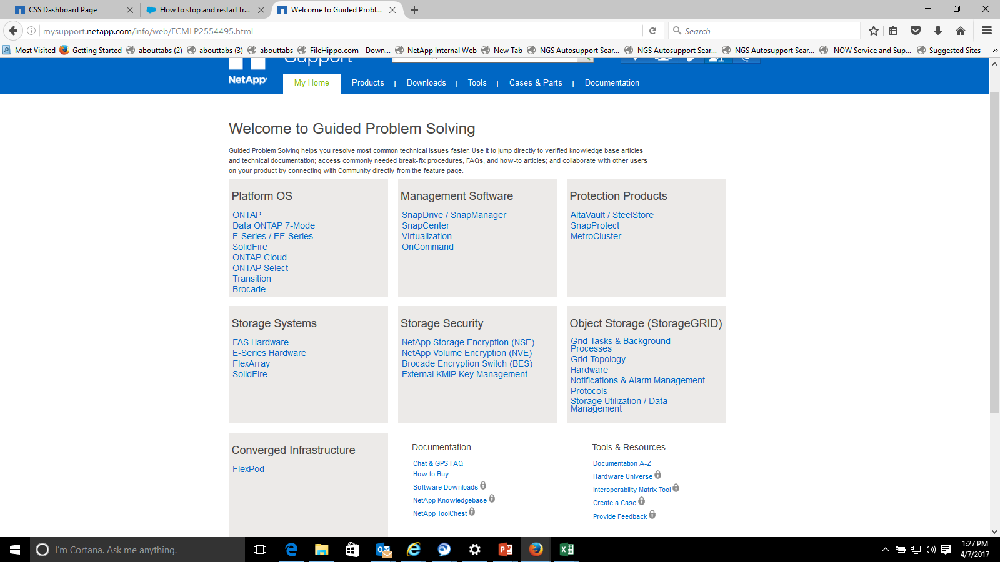 CSS Dashboard Page
How to stop and restart tr...
Welcome to Guided Probl...
mysupport.netapp.com/info/web/ECMLP2554495.html
Search
Most Visited
Getting Started
abouttabs (2)
abouttabs (3)
abouttabs
FileHippo.com - Down...
NetApp Internal Web
New Tab
NGS Autosupport Sear...
NGS Autosupport Sear...
NGS Autosupport Sear...
NOW Service and Sup...
Suggested Sites
Support
NetApp
My Home
Products | Downloads | Tools | Cases & Parts | Documentation
Welcome to Guided Problem Solving
Guided Problem Solving helps you resolve most common technical issues faster. Use it to jump directly to verified knowledge base articles
and technical documentation; access commonly needed break-fix procedures, FAQs, and how-to articles; and collaborate with other users
on your product by connecting with Community directly from the feature page.
Platform OS
ONTAP
Data ONTAP 7-Mode
E-Series / EF-Series
SolidFire
ONTAP Cloud
ONTAP Select
Transition
Brocade
Management Software
SnapDrive / SnapManager
SnapCenter
Virtualization
OnCommand
Protection Products
AltaVault / SteelStore
SnapProtect
MetroCluster
Storage Systems
FAS Hardware
E-Series Hardware
FlexArray
SolidFire
Storage Security
NetApp Storage Encryption (NSE)
NetApp Volume Encryption (NVE)
Brocade Encryption Switch (BES)
External KMIP Key Management
Object Storage (StorageGRID)
Grid Tasks & Background
Processes
Grid Topology
Hardware
Notifications & Alarm Management
Protocols
Storage Utilization / Data
Management
Converged Infrastructure
FlexPod
Documentation
Chat & GPS FAQ
How to Buy
Software Downloads
NetApp Knowledgebase
NetApp ToolChest
Tools & Resources
Documentation A-Z
Hardware Universe
Interoperability Matrix Tool
Create a Case
Provide Feedback
I'm Cortana. Ask me anything.
1:27 PM
4/7/2017